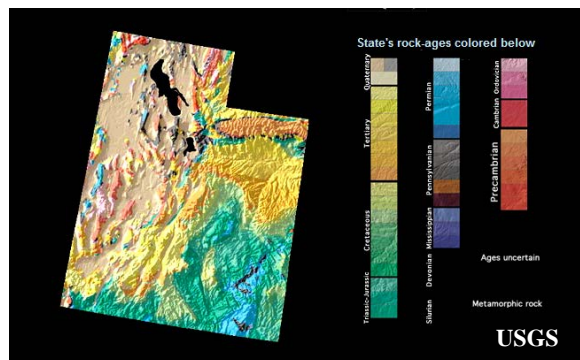 State's rock-ages colored below
Quaternary
Tertiary
Cretaceous
Triassic-Jurassic
Permian
Pennsylvanian
Mississippian
Devonian
Silurian
Ordovician
Cambrian
Precambrian
Ages uncertain
Metamorphic rock
USGS